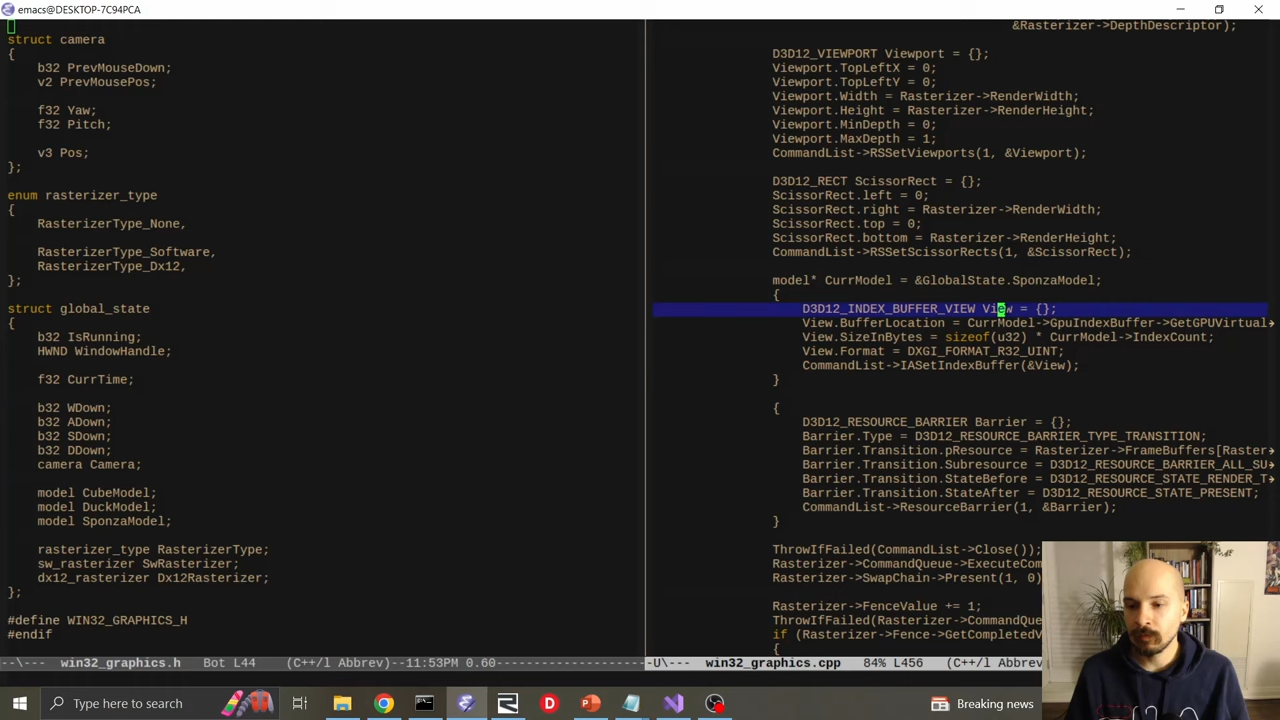 emacs@DESKTOP-7C94PCA
struct camera
{
    b32 PrevMouseDown;
    v2 PrevMousePos;

    f32 Yaw;
    f32 Pitch;

    v3 Pos;
};

enum rasterizer_type
{
    RasterizerType_None,

    RasterizerType_Software,
    RasterizerType_Dx12,
};

struct global_state
{
    b32 IsRunning;
    HWND WindowHandle;

    f32 CurrTime;

    b32 WDown;
    b32 ADown;
    b32 SDown;
    b32 DDown;
    camera Camera;

    model CubeModel;
    model DuckModel;
    model SponzaModel;

    rasterizer_type RasterizerType;
    sw_rasterizer SwRasterizer;
    dx12_rasterizer Dx12Rasterizer;
};

#define WIN32_GRAPHICS_H
#endif
--\--- win32_graphics.h Bot L44 (C++/l Abbrev)--11:53PM 0.60
&Rasterizer->DepthDescriptor);

D3D12_VIEWPORT Viewport = {};
Viewport.TopLeftX = 0;
Viewport.TopLeftY = 0;
Viewport.Width = Rasterizer->RenderWidth;
Viewport.Height = Rasterizer->RenderHeight;
Viewport.MinDepth = 0;
Viewport.MaxDepth = 1;
CommandList->RSSetViewports(1, &Viewport);

D3D12_RECT ScissorRect = {};
ScissorRect.left = 0;
ScissorRect.right = Rasterizer->RenderWidth;
ScissorRect.top = 0;
ScissorRect.bottom = Rasterizer->RenderHeight;
CommandList->RSSetScissorRects(1, &ScissorRect);

model* CurrModel = &GlobalState.SponzaModel;
{
    D3D12_INDEX_BUFFER_VIEW View = {};
    View.BufferLocation = CurrModel->GpuIndexBuffer->GetGPUVirtual
    View.SizeInBytes = sizeof(u32) * CurrModel->IndexCount;
    View.Format = DXGI_FORMAT_R32_UINT;
    CommandList->IASetIndexBuffer(&View);
}

{
    D3D12_RESOURCE_BARRIER Barrier = {};
    Barrier.Type = D3D12_RESOURCE_BARRIER_TYPE_TRANSITION;
    Barrier.Transition.pResource = Rasterizer->FrameBuffers[Raster
    Barrier.Transition.Subresource = D3D12_RESOURCE_BARRIER_ALL_SU
    Barrier.Transition.StateBefore = D3D12_RESOURCE_STATE_RENDER_T
    Barrier.Transition.StateAfter = D3D12_RESOURCE_STATE_PRESENT;
    CommandList->ResourceBarrier(1, &Barrier);
}

ThrowIfFailed(CommandList->Close());
Rasterizer->CommandQueue->ExecuteComm
Rasterizer->SwapChain->Present(1, 0)

Rasterizer->FenceValue += 1;
ThrowIfFailed(Rasterizer->CommandQue
if (Rasterizer->Fence->GetCompletedV
{
-U\--- win32_graphics.cpp 84% L456 (C++/l Abbrev
Type here to search
Breaking news